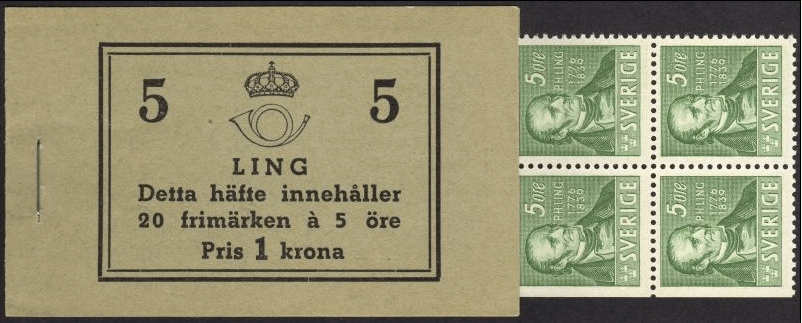 5 5
LING
Detta häfte innehåller
20 frimärken à 5 öre
Pris 1 krona
5 ÖRE
P.H.LING
1776
1839
SVERIGE
5 ÖRE
P.H.LING
1776
1839
SVERIGE
5 ÖRE
P.H.LING
1776
1839
SVERIGE
5 ÖRE
P.H.LING
1776
1839
SVERIGE